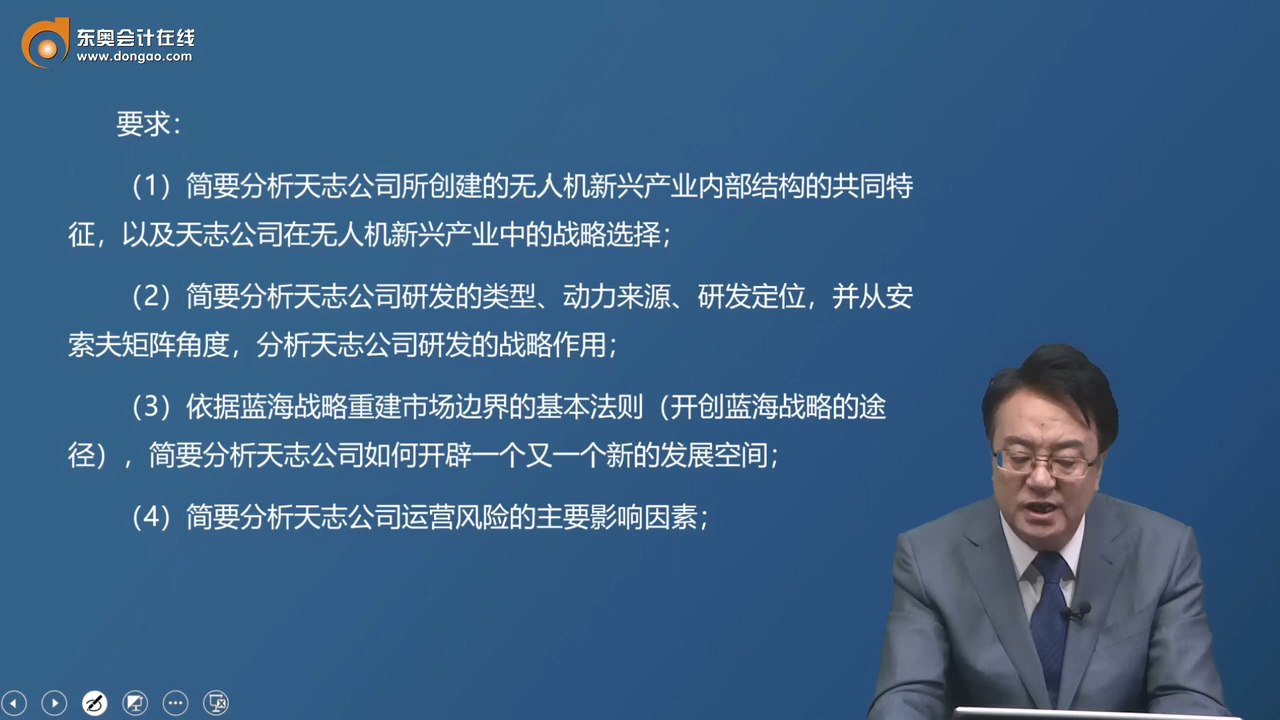 东奥会计在线
www.dongao.com
要求：
（1）简要分析天志公司所创建的无人机新兴产业内部结构的共同特
征，以及天志公司在无人机新兴产业中的战略选择；
（2）简要分析天志公司研发的类型、动力来源、研发定位，并从安
索夫矩阵角度，分析天志公司研发的战略作用；
（3）依据蓝海战略重建市场边界的基本法则（开创蓝海战略的途
径），简要分析天志公司如何开辟一个又一个新的发展空间；
（4）简要分析天志公司运营风险的主要影响因素；